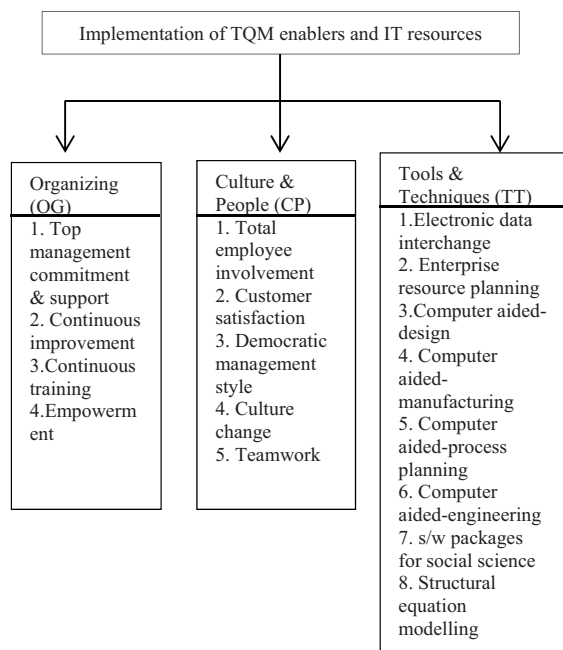 Implementation of TQM enablers and IT resources
Organizing
(OG)
1. Top
management
commitment
& support
2. Continuous
improvement
3.Continuous
training
4.Empowerm
ent
Culture &
People (CP)
1. Total
employee
involvement
2. Customer
satisfaction
3. Democratic
management
style
4. Culture
change
5. Teamwork
Tools &
Techniques (TT)
1.Electronic data
interchange
2. Enterprise
resource planning
3.Computer aided-
design
4. Computer
aided-
manufacturing
5. Computer
aided-process
planning
6. Computer
aided-engineering
7. s/w packages
for social science
8. Structural
equation
modelling